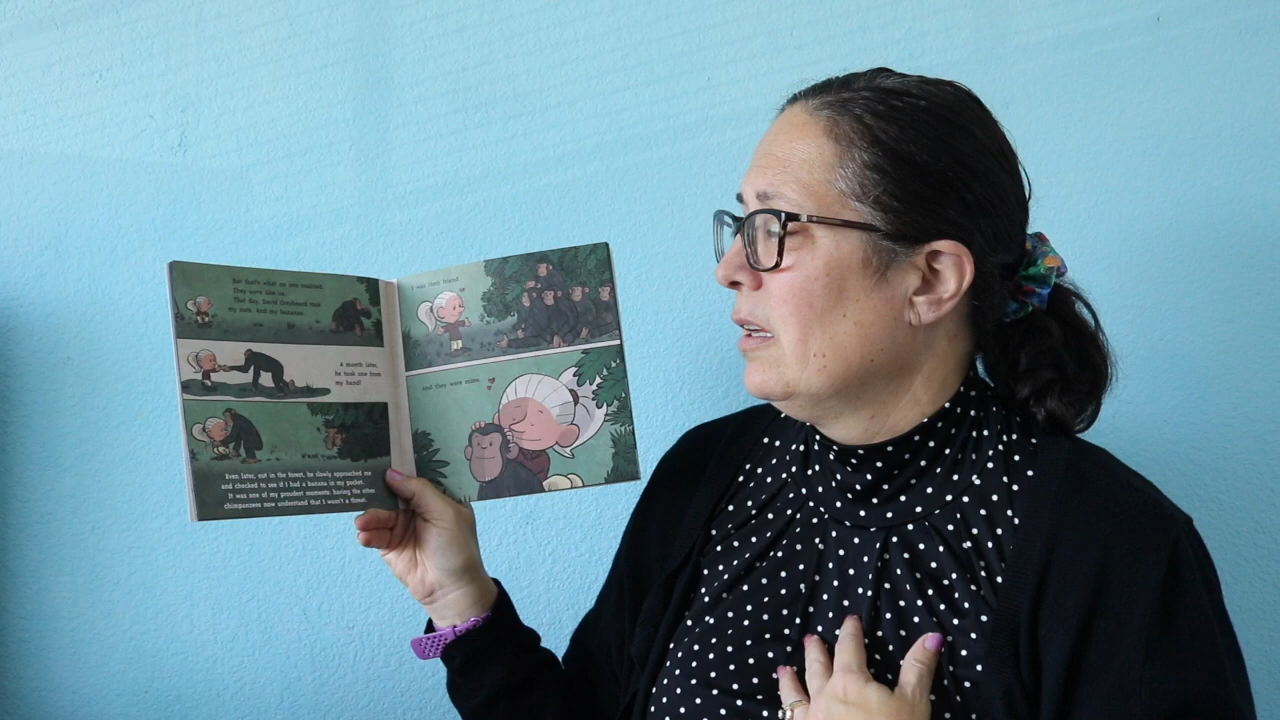 But that's what no one realized.
They were like us.
That day, David Greybeard took
my nuts. And my bananas.
A month later,
he took one from
my hand!
Even later, out in the forest, he slowly approached me
and checked to see if I had a banana in my pocket.
It was one of my proudest moments: having the other
chimpanzees now understand that I wasn't a threat.
I was their friend.
And they were mine.